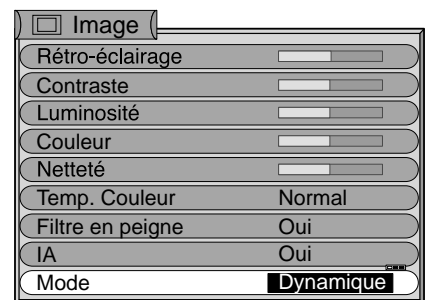 Image
Rétro-éclairage
Contraste
Luminosité
Couleur
Netteté
Temp. Couleur Normal
Filtre en peigne Oui
IA Oui
Mode Dynamique